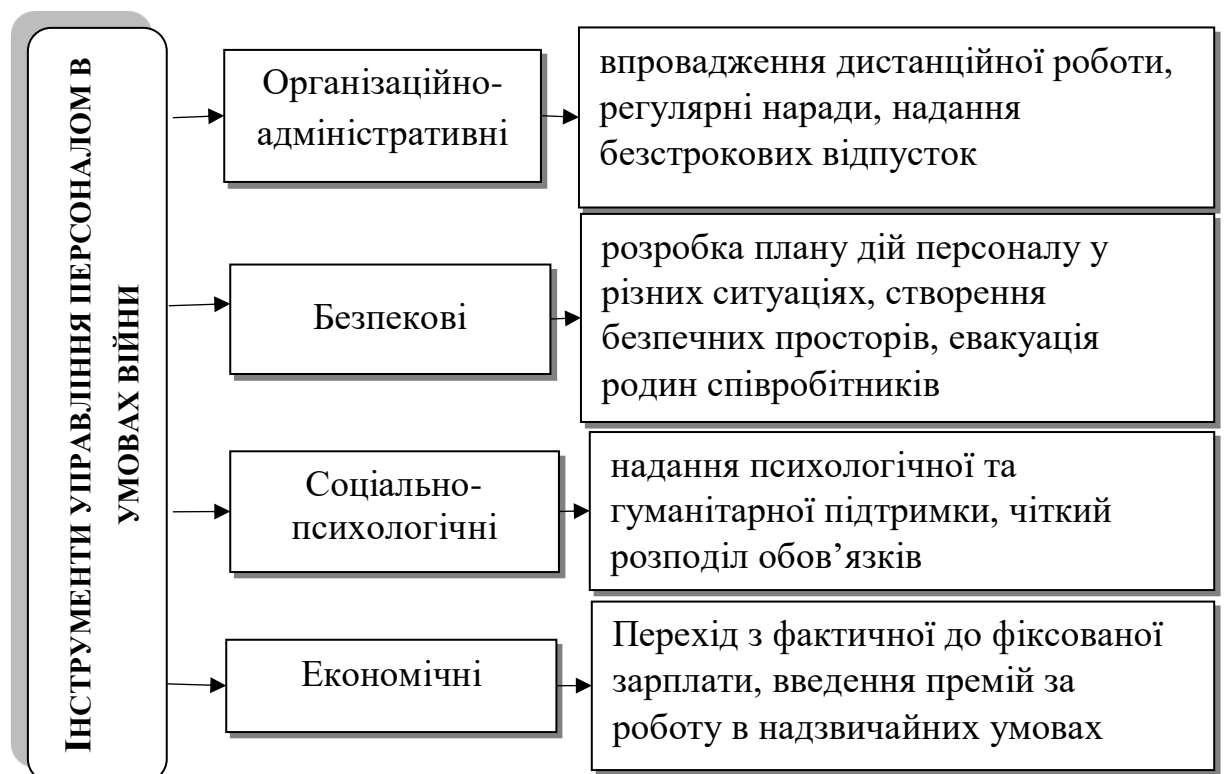 ІНСТРУМЕНТИ УПРАВЛІННЯ ПЕРСОНАЛОМ В
УМОВАХ ВІЙНИ
Організаційно-
адміністративні
впровадження дистанційної роботи,
регулярні наради, надання
безстрокових відпусток
Безпекові
розробка плану дій персоналу у
різних ситуаціях, створення
безпечних просторів, евакуація
родин співробітників
Соціально-
психологічні
надання психологічної та
гуманітарної підтримки, чіткий
розподіл обов’язків
Економічні
Перехід з фактичної до фіксованої
зарплати, введення премій за
роботу в надзвичайних умовах